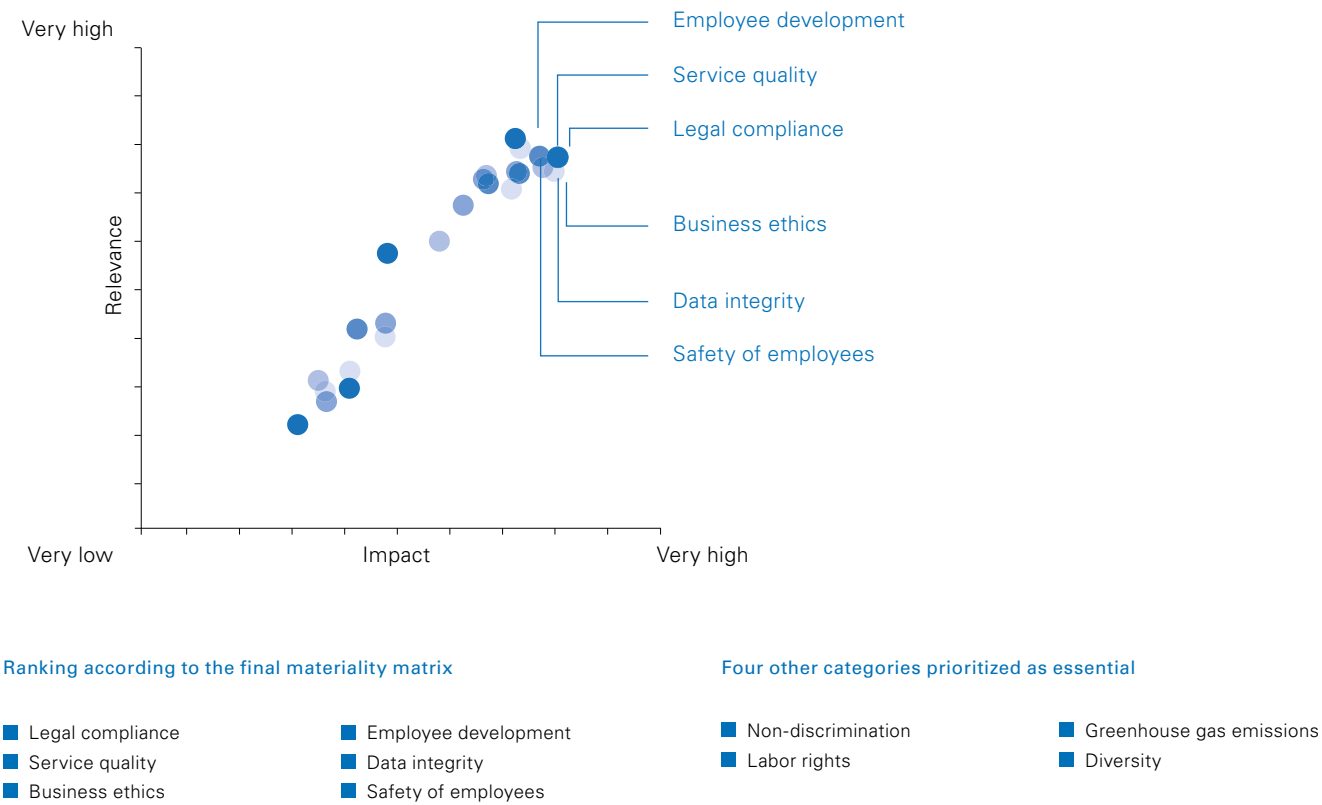 Very high
Employee development
Service quality
Legal compliance
Relevance
Business ethics
Data integrity
Safety of employees
Very low
Impact
Very high
Ranking according to the final materiality matrix
Legal compliance
Service quality
Business ethics
Employee development
Data integrity
Safety of employees
Four other categories prioritized as essential
Non-discrimination
Labor rights
Greenhouse gas emissions
Diversity